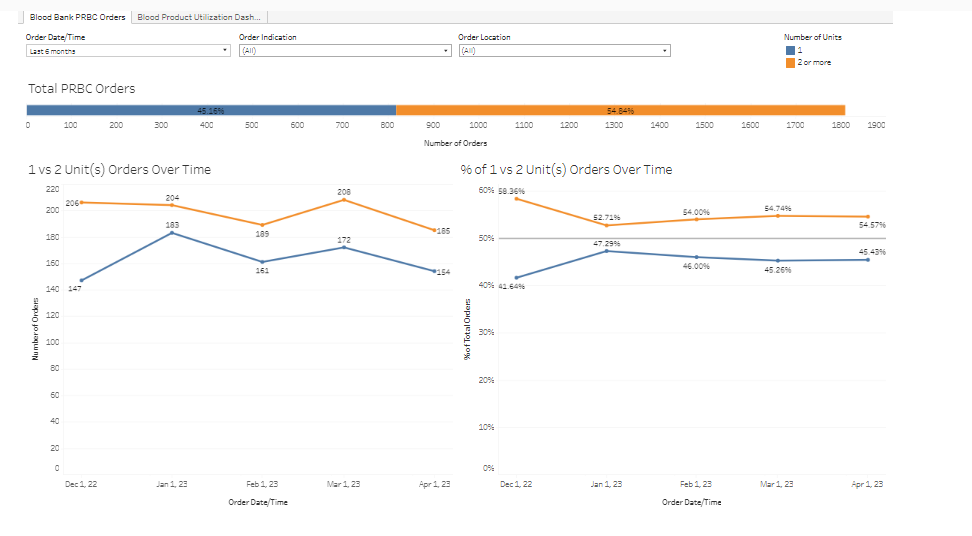 Blood Bank PRBC Orders
Blood Product Utilization Dash...
Order Date/Time
Order Indication
Order Location
Number of Units
Last 6 months
(All)
(All)
1
2 or more
Total PRBC Orders
45.16%
54.84%
0 100 200 300 400 500 600 700 800 900 1000 1100 1200 1300 1400 1500 1600 1700 1800 1900
Number of Orders
1 vs 2 Unit(s) Orders Over Time
220
200
180
160
140
120
100
80
60
40
20
0
Number of Orders
206
204
189
208
185
147
183
161
172
154
Dec 1, 22 Jan 1, 23 Feb 1, 23 Mar 1, 23 Apr 1, 23
Order Date/Time
% of 1 vs 2 Unit(s) Orders Over Time
60%
50%
40%
30%
20%
10%
0%
% of Total Orders
58.36%
52.71%
54.00%
54.74%
54.57%
41.64%
47.29%
46.00%
45.26%
45.43%
Dec 1, 22 Jan 1, 23 Feb 1, 23 Mar 1, 23 Apr 1, 23
Order Date/Time